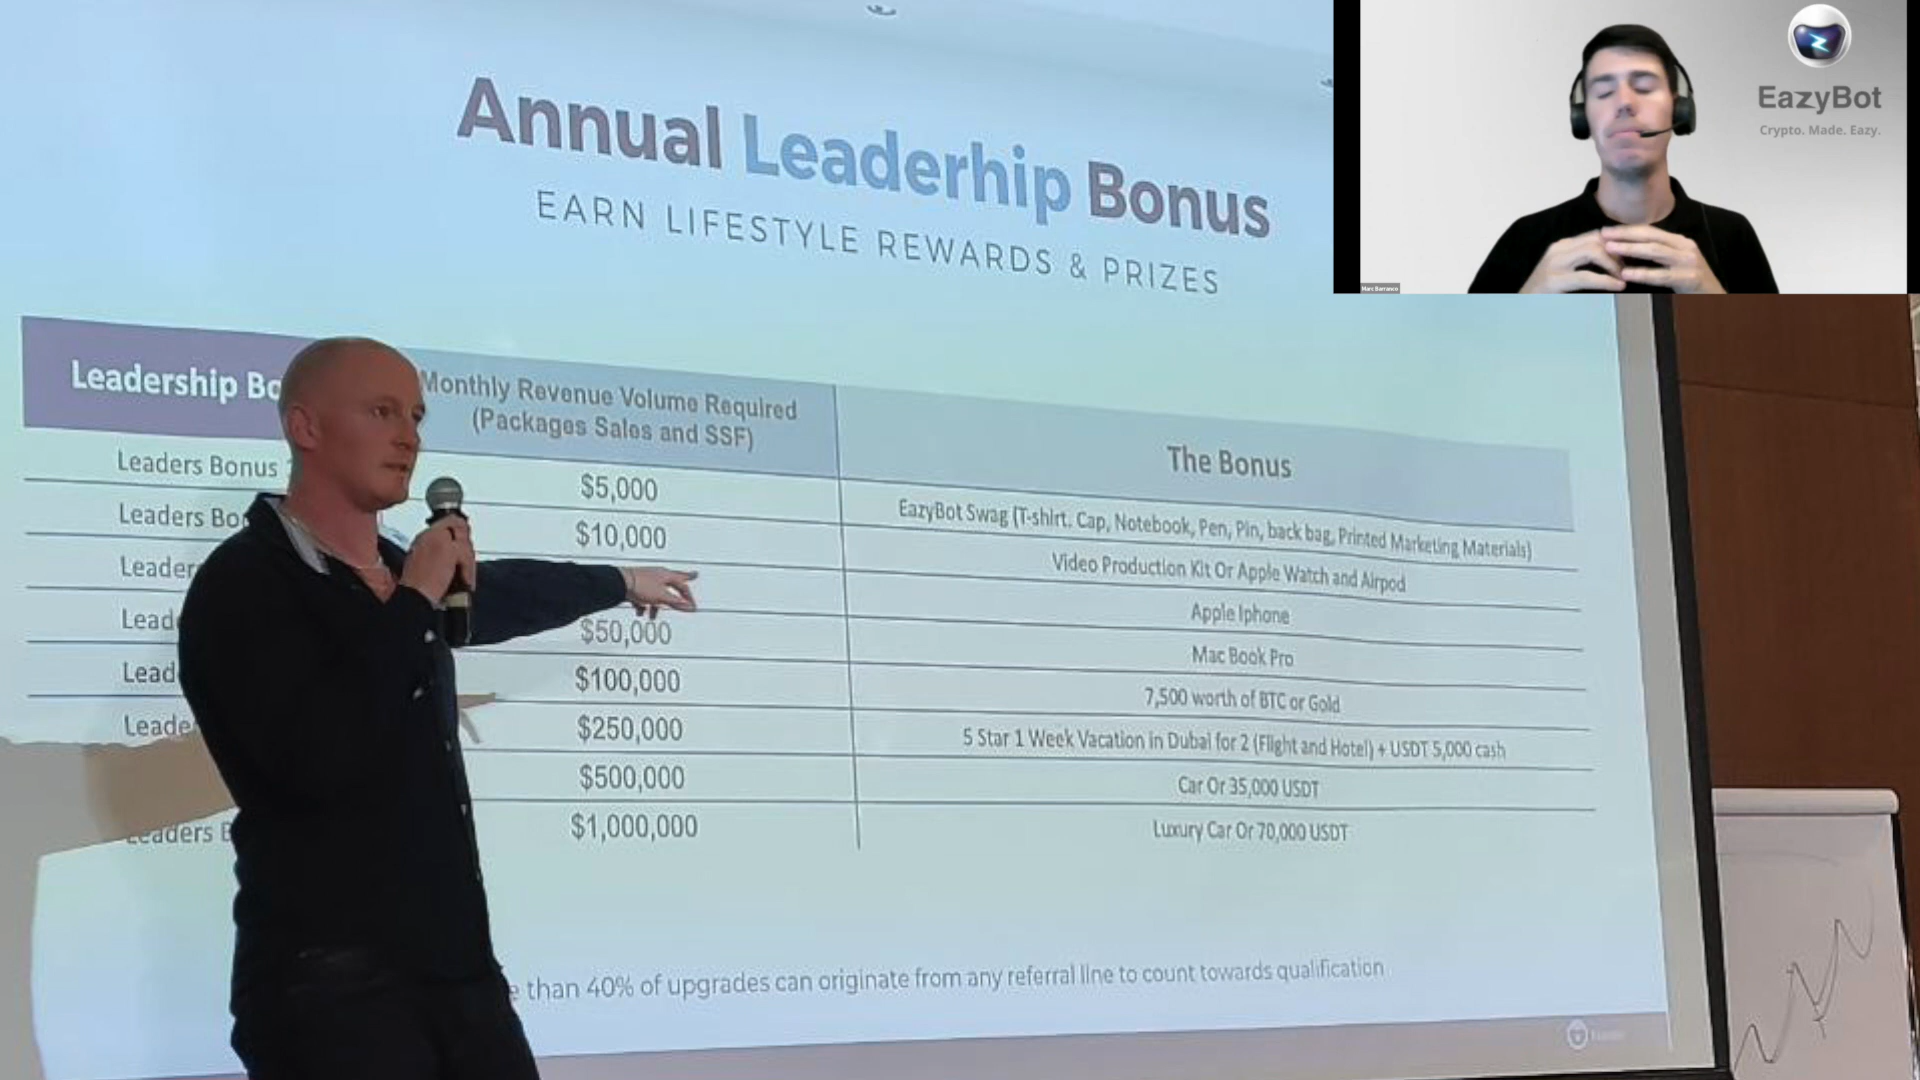 Annual Leaderhip Bonus
EARN LIFESTYLE REWARDS & PRIZES
EazyBot
Crypto. Made. Eazy.
Leadership Bo
Monthly Revenue Volume Required
(Packages Sales and SSF)
The Bonus
Leaders Bonus
$5,000
EazyBot Swag (T-shirt. Cap, Notebook, Pen, Pin, back bag, Printed Marketing Materials)
Leaders Bo
$10,000
Video Production Kit Or Apple Watch and Airpod
Leader
Apple Iphone
Lead
$50,000
Mac Book Pro
Lead
$100,000
7,500 worth of BTC or Gold
Leade
$250,000
5 Star 1 Week Vacation in Dubai for 2 (Flight and Hotel) + USDT 5,000 cash
$500,000
Car Or 35,000 USDT
Leaders B
$1,000,000
Luxury Car Or 70,000 USDT
than 40% of upgrades can originate from any referral line to count towards qualification